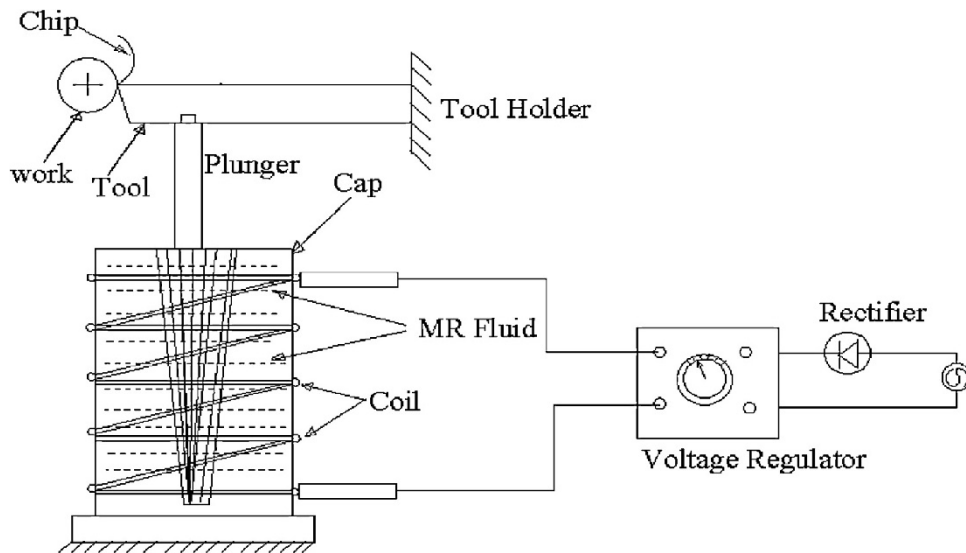 Chip
Tool Holder
work
Tool
Plunger
Cap
MR Fluid
Rectifier
Coil
Voltage Regulator